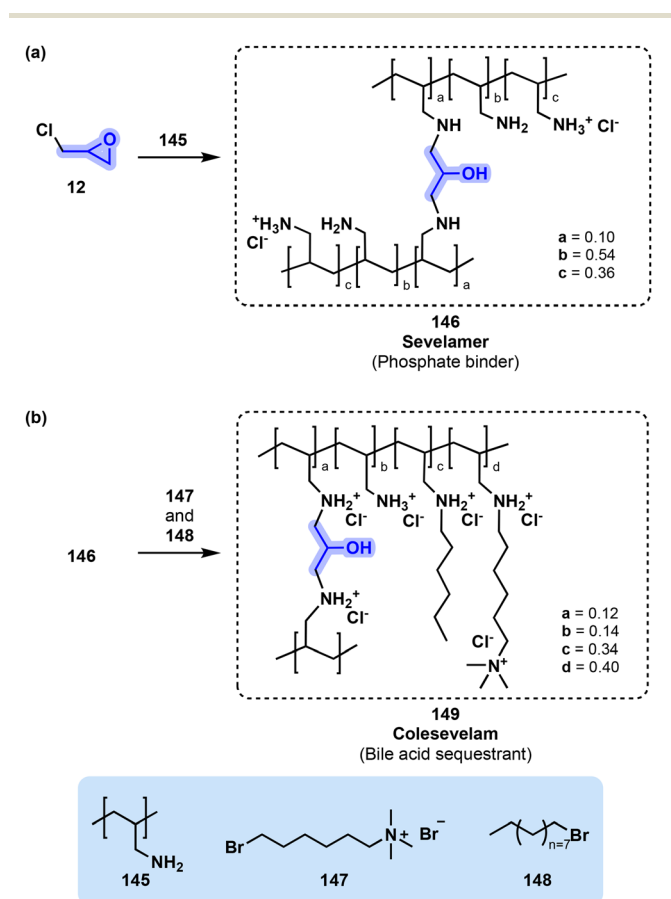 (a)
Cl
O
12
145
a
b
c
NH
NH2
NH3+ Cl-
OH
+H3N
Cl-
H2N
NH
c
b
a
a = 0.10
b = 0.54
c = 0.36
146
Sevelamer
(Phosphate binder)
(b)
146
147
and
148
a
b
c
d
NH2+
Cl-
NH3+
Cl-
NH2+
Cl-
NH2+
Cl-
OH
NH2+
Cl-
Cl-
N+
a = 0.12
b = 0.14
c = 0.34
d = 0.40
149
Colesevelam
(Bile acid sequestrant)
NH2
145
Br
N+
Br-
147
n=7
Br
148